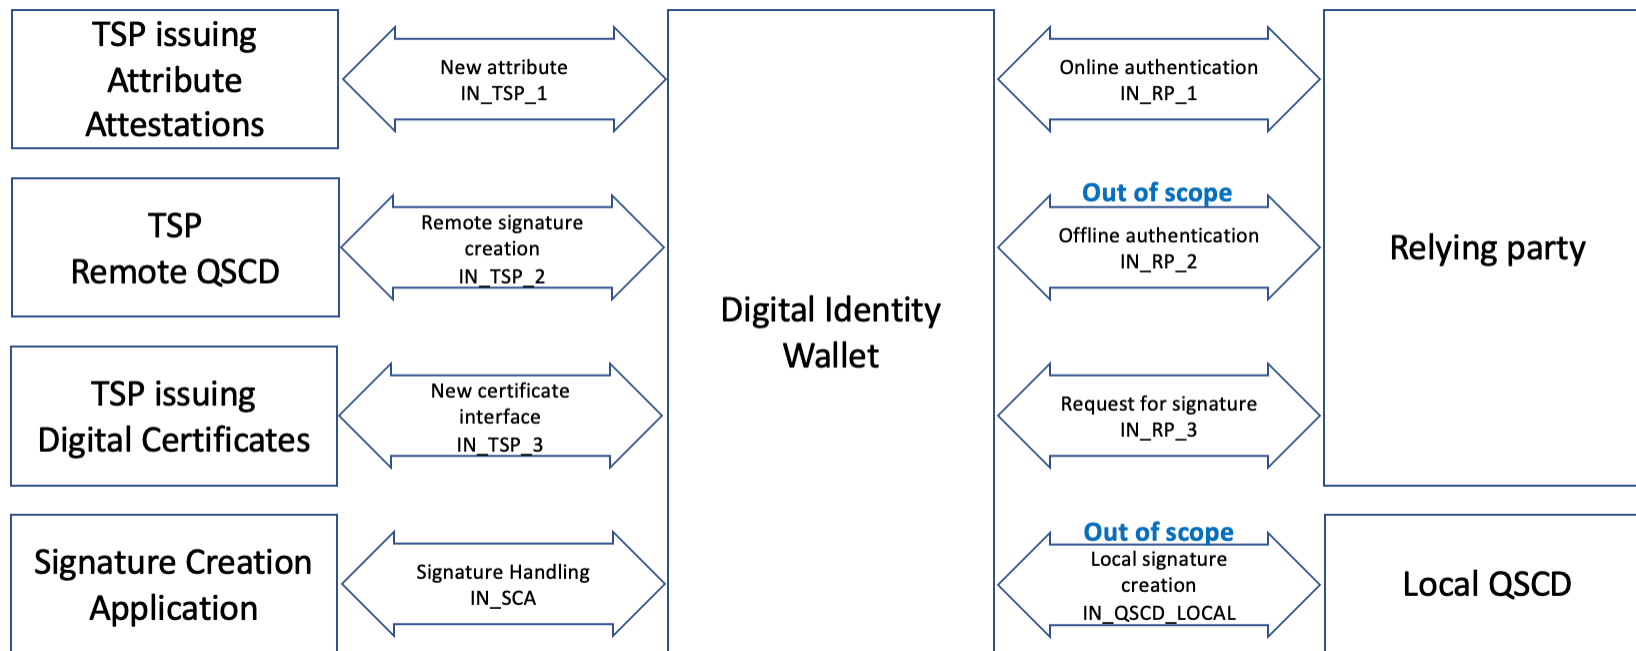 TSP issuing
Attribute
Attestations
New attribute
IN_TSP_1
Online authentication
IN_RP_1
TSP
Remote QSCD
Remote signature
creation
IN_TSP_2
Out of scope
Offline authentication
IN_RP_2
Relying party
Digital Identity
Wallet
TSP issuing
Digital Certificates
New certificate
interface
IN_TSP_3
Request for signature
IN_RP_3
Signature Creation
Application
Signature Handling
IN_SCA
Out of scope
Local signature
creation
IN_QSCD_LOCAL
Local QSCD